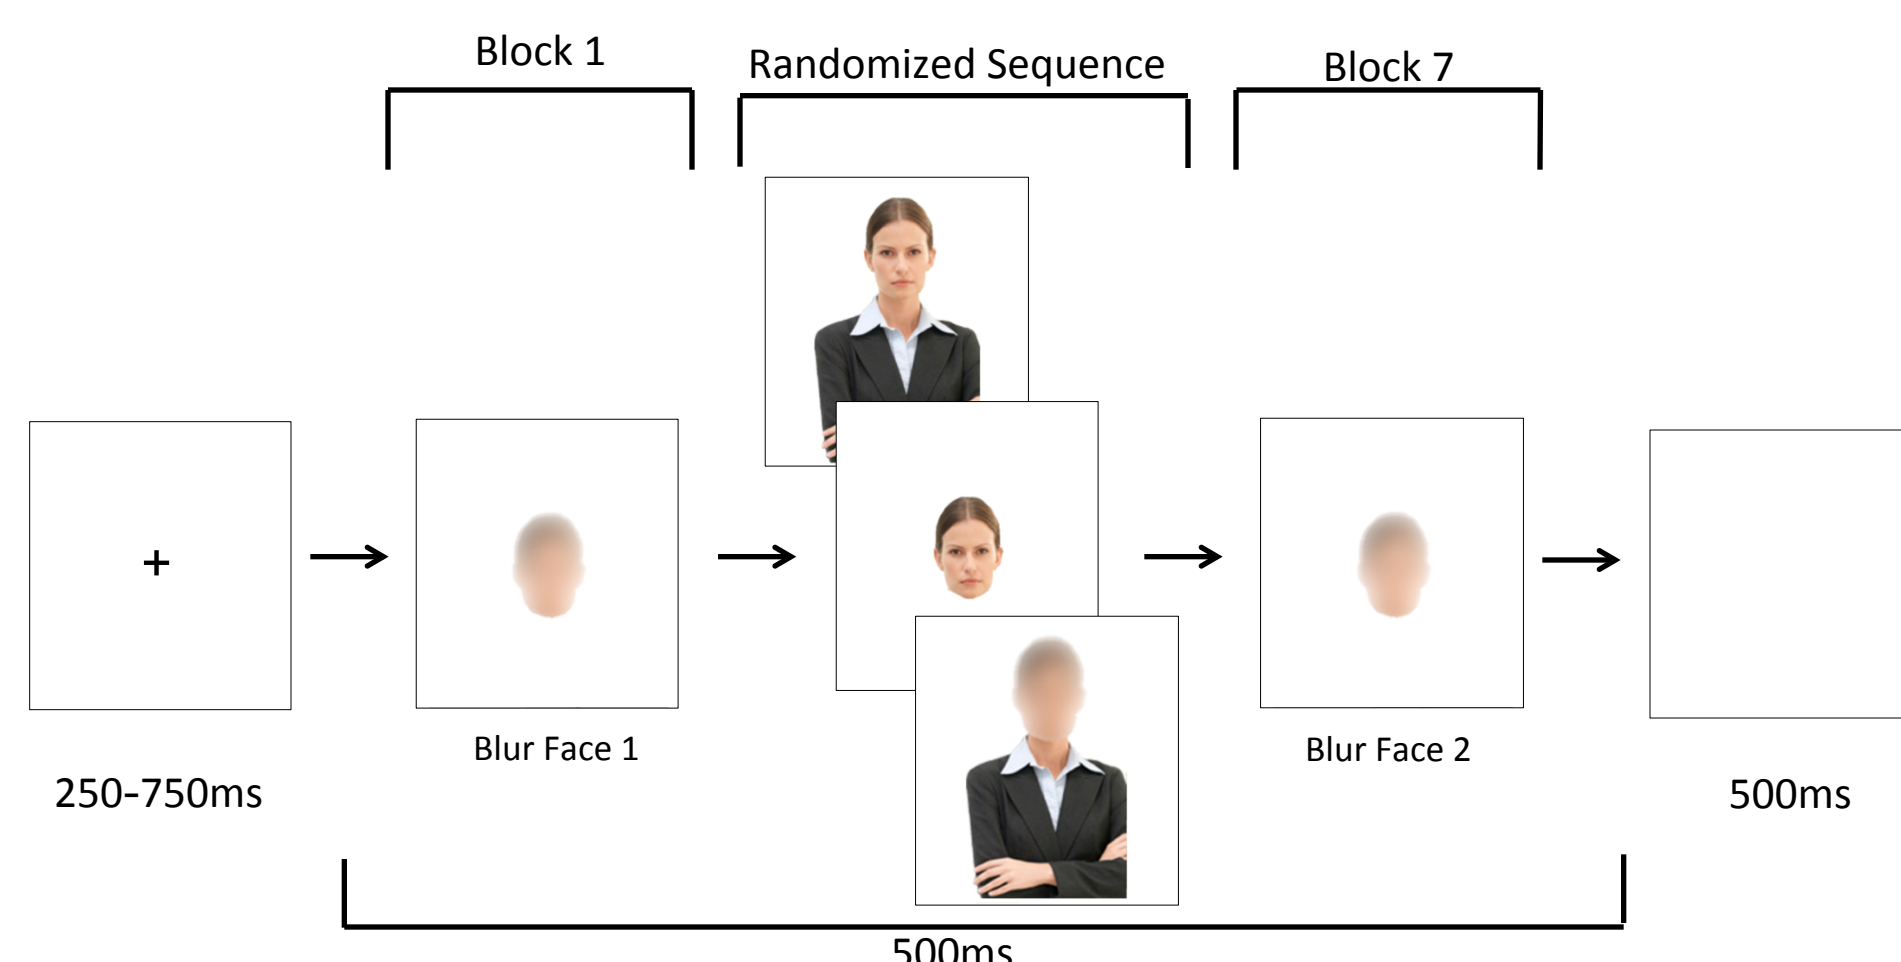 Block 1
Randomized Sequence
Block 7
+
Blur Face 1
Blur Face 2
250-750ms
500ms
500ms